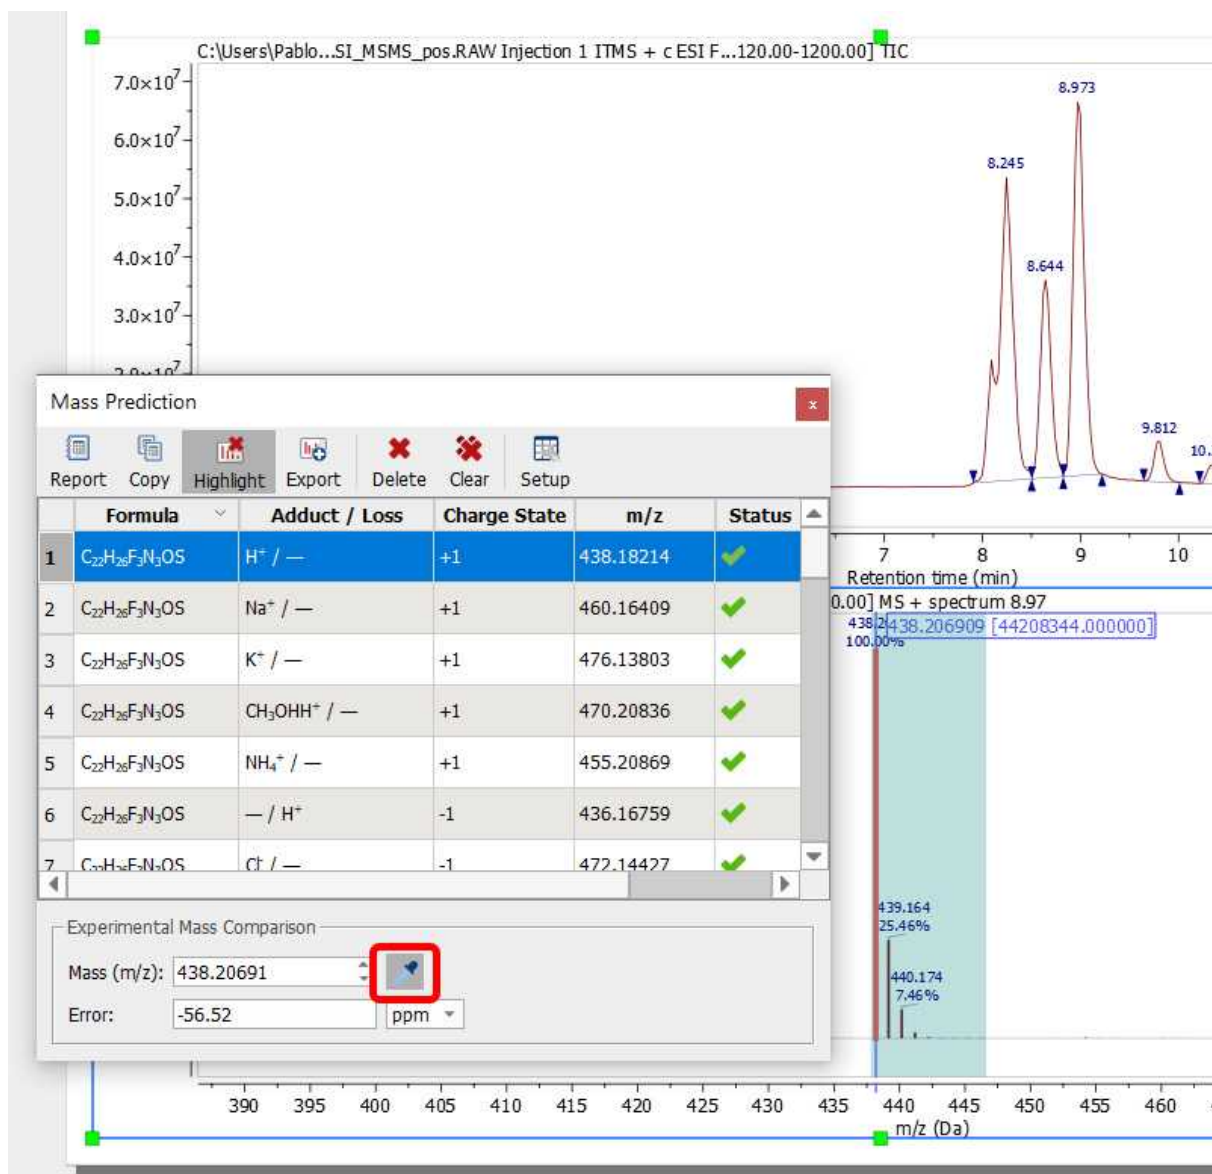 C:\Users\Pablo...SI_MSMS_pos.RAW Injection 1 ITMS + c ESI F...120.00-1200.00] TIC
7.0×10⁷
8.973
6.0×10⁷
8.245
5.0×10⁷
4.0×10⁷
8.644
3.0×10⁷
Mass Prediction
x
9.812
Report Copy Highlight Export Delete Clear Setup
Formula Adduct / Loss Charge State m/z Status
1 C₂₂H₂₆F₃N₃OS H⁺ / — +1 438.18214
2 C₂₂H₂₆F₃N₃OS Na⁺ / — +1 460.16409
3 C₂₂H₂₆F₃N₃OS K⁺ / — +1 476.13803
4 C₂₂H₂₆F₃N₃OS CH₃OHH⁺ / — +1 470.20836
5 C₂₂H₂₆F₃N₃OS NH₄⁺ / — +1 455.20869
6 C₂₂H₂₆F₃N₃OS — / H⁺ -1 436.16759
7 C₂₂H₂₆F₃N₃OS Cl⁻ / — -1 472.14427
7 8 9 10
Retention time (min)
0.00] MS + spectrum 8.97
438.206909 [44208344.000000]
100.00%
439.164
25.46%
440.174
7.46%
Experimental Mass Comparison
Mass (m/z): 438.20691
Error: -56.52 ppm
390 395 400 405 410 415 420 425 430 435 440 445 450 455 460
m/z (Da)